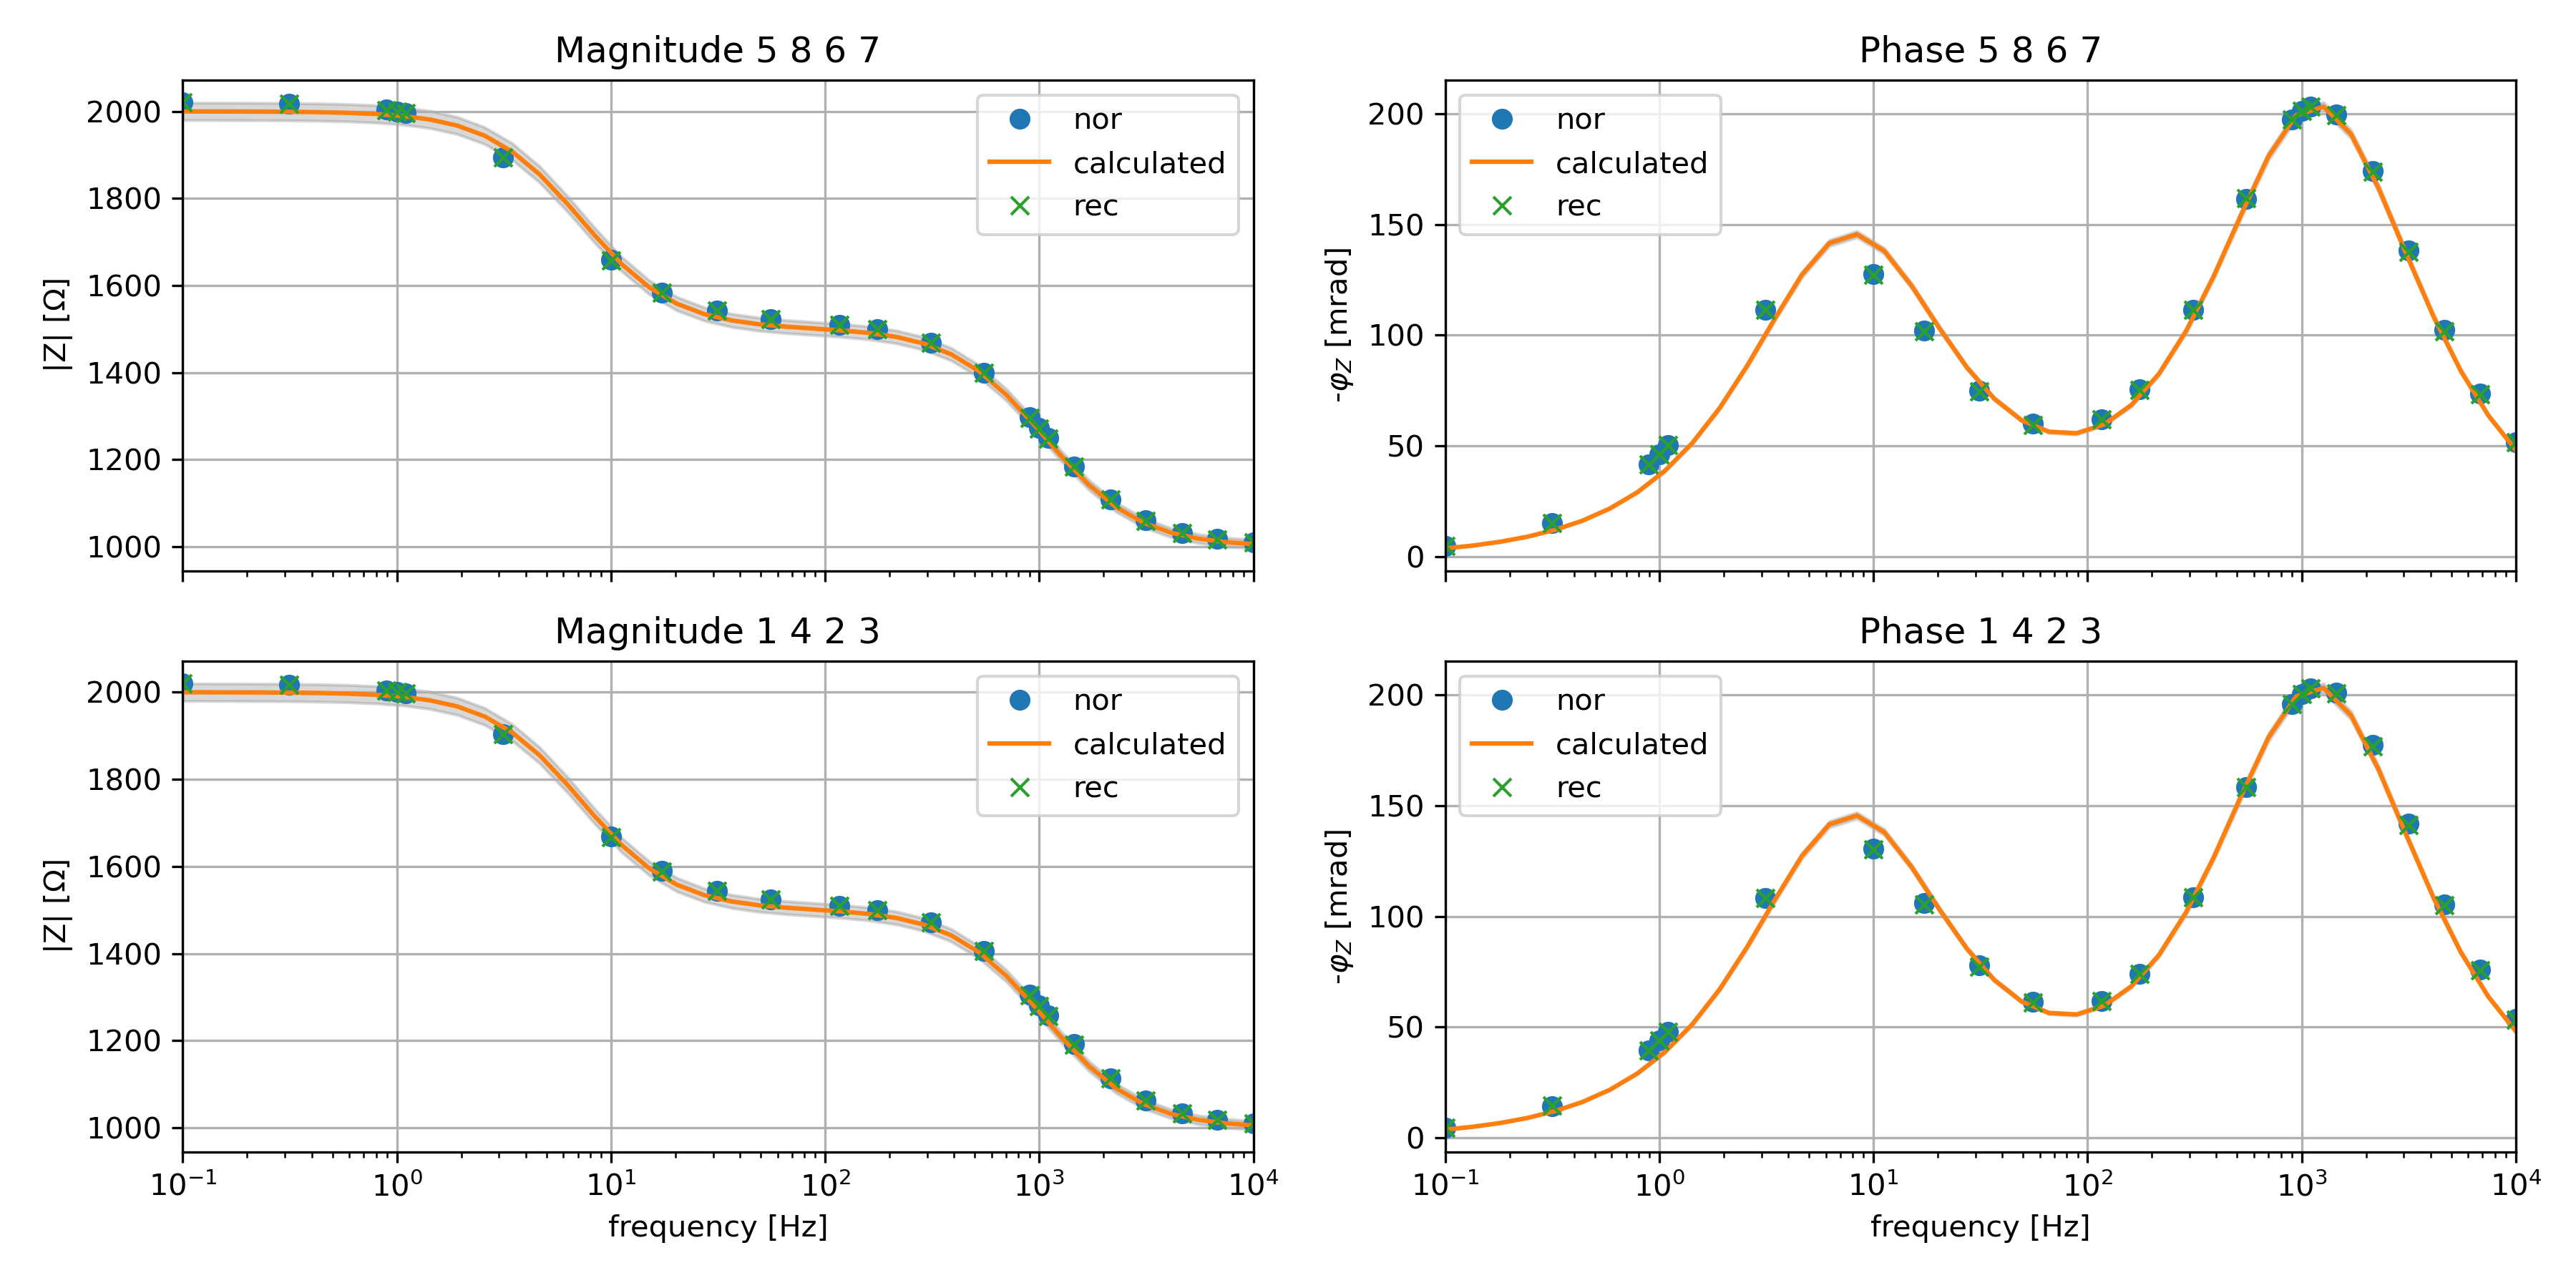 Magnitude 5 8 6 7
|Z| [Ω]
2000
1800
1600
1400
1200
1000
nor
calculated
rec
Phase 5 8 6 7
-φZ [mrad]
200
150
100
50
0
nor
calculated
rec
Magnitude 1 4 2 3
|Z| [Ω]
2000
1800
1600
1400
1200
1000
nor
calculated
rec
10⁻¹ 10⁰ 10¹ 10² 10³ 10⁴
frequency [Hz]
Phase 1 4 2 3
-φZ [mrad]
200
150
100
50
0
nor
calculated
rec
10⁻¹ 10⁰ 10¹ 10² 10³ 10⁴
frequency [Hz]